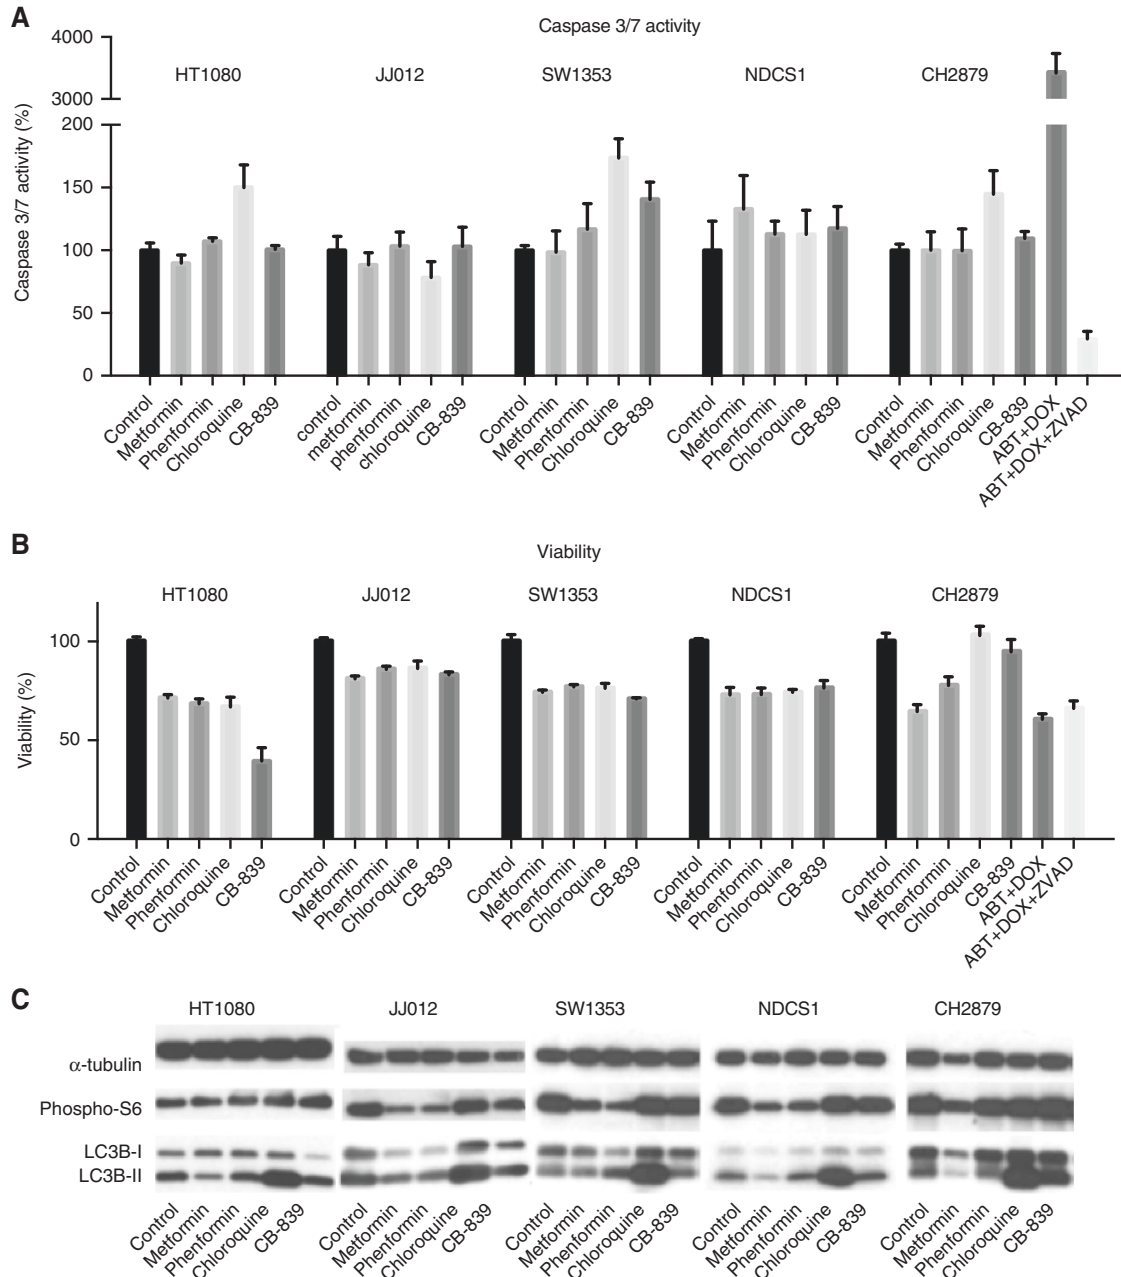 A
Caspase 3/7 activity
HT1080 JJ012 SW1353 NDCS1 CH2879
Caspase 3/7 activity (%)
4000
3000
200
150
100
50
0
Control Metformin Phenformin Chloroquine CB-839 control metformin phenformin chloroquine CB-839 Control Metformin Phenformin Chloroquine CB-839 Control Metformin Phenformin Chloroquine CB-839 Control Metformin Phenformin Chloroquine CB-839 ABT+DOX ABT+DOX+ZVAD
B
Viability
HT1080 JJ012 SW1353 NDCS1 CH2879
Viability (%)
100
50
0
Control Metformin Phenformin Chloroquine CB-839 Control Metformin Phenformin Chloroquine CB-839 Control Metformin Phenformin Chloroquine CB-839 Control Metformin Phenformin Chloroquine CB-839 Control Metformin Phenformin Chloroquine CB-839 ABT+DOX ABT+DOX+ZVAD
C
HT1080 JJ012 SW1353 NDCS1 CH2879
α-tubulin
Phospho-S6
LC3B-I
LC3B-II
Control Metformin Phenformin Chloroquine CB-839 Control Metformin Phenformin Chloroquine CB-839 Control Metformin Phenformin Chloroquine CB-839 Control Metformin Phenformin Chloroquine CB-839 Control Metformin Phenformin Chloroquine CB-839